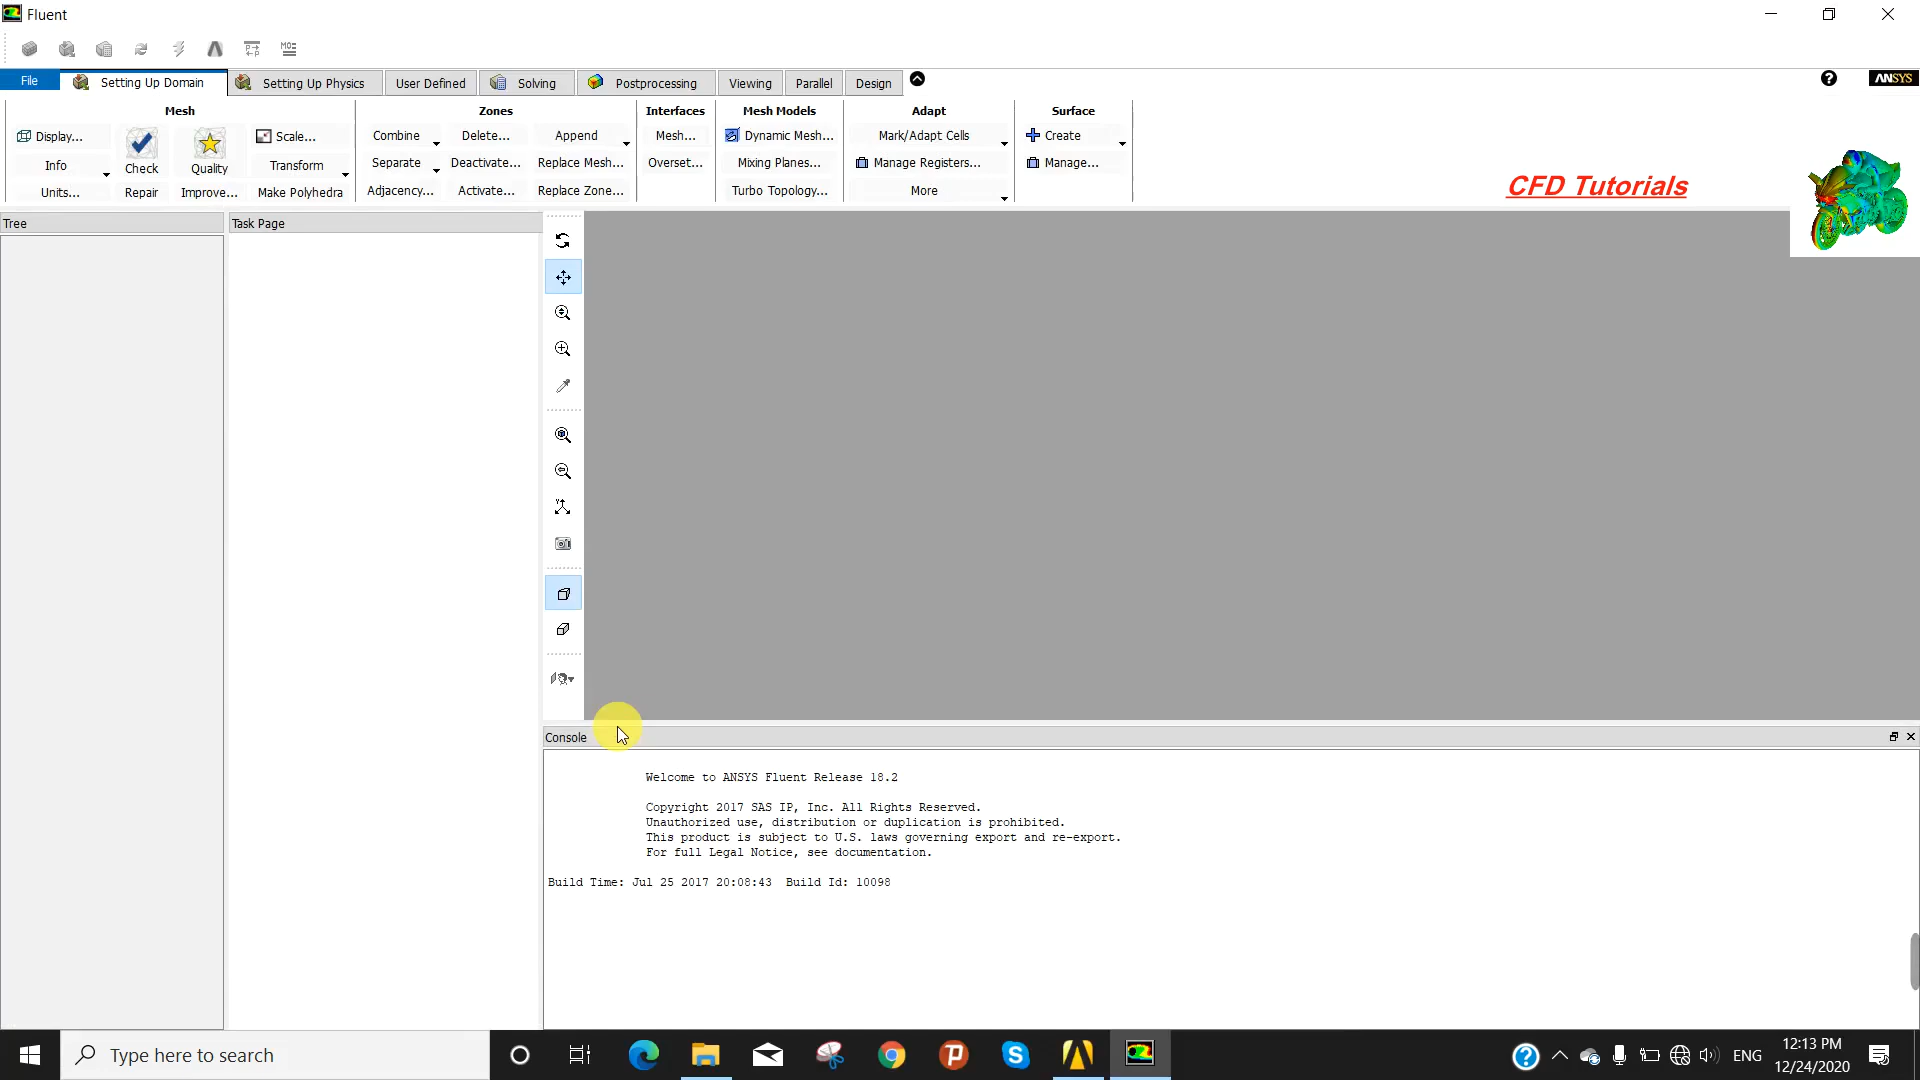 Fluent
File
Setting Up Domain
Setting Up Physics
User Defined
Solving
Postprocessing
Viewing
Parallel
Design
ANSYS
Mesh
Zones
Interfaces
Mesh Models
Adapt
Surface
Display...
Info
Units...
Check
Repair
Quality
Improve...
Scale...
Transform
Make Polyhedra
Combine
Separate
Adjacency...
Delete...
Deactivate...
Activate...
Append
Replace Mesh...
Replace Zone...
Mesh...
Overset...
Dynamic Mesh...
Mixing Planes...
Turbo Topology...
Mark/Adapt Cells
Manage Registers...
More
Create
Manage...
CFD Tutorials
Tree
Task Page
Console
Welcome to ANSYS Fluent Release 18.2
Copyright 2017 SAS IP, Inc. All Rights Reserved.
Unauthorized use, distribution or duplication is prohibited.
This product is subject to U.S. laws governing export and re-export.
For full Legal Notice, see documentation.
Build Time: Jul 25 2017 20:08:43  Build Id: 10098
Type here to search
ENG
12:13 PM
12/24/2020